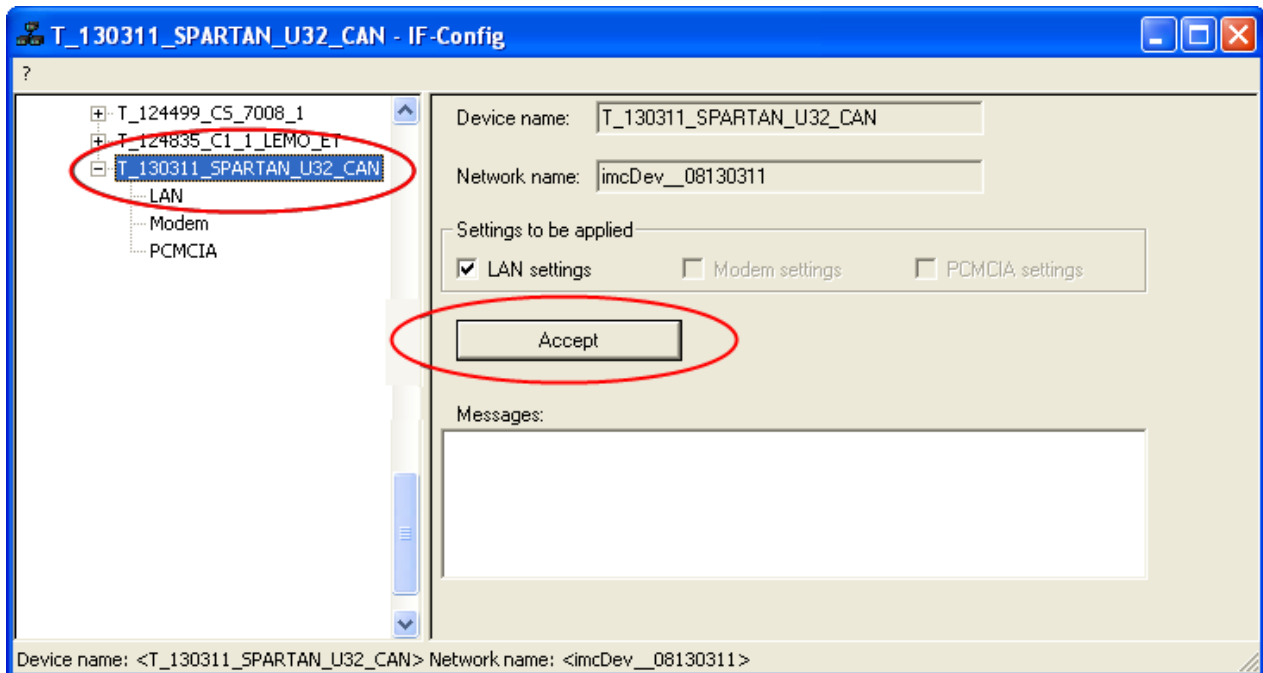 T_130311_SPARTAN_U32_CAN - IF-Config
?
T_124499_CS_7008_1
T_124835_C1_1_LEMO_ET
T_130311_SPARTAN_U32_CAN
LAN
Modem
PCMCIA
Device name: T_130311_SPARTAN_U32_CAN
Network name: imcDev__08130311
Settings to be applied
LAN settings Modem settings PCMCIA settings
Accept
Messages:
Device name: <T_130311_SPARTAN_U32_CAN> Network name: <imcDev__08130311>